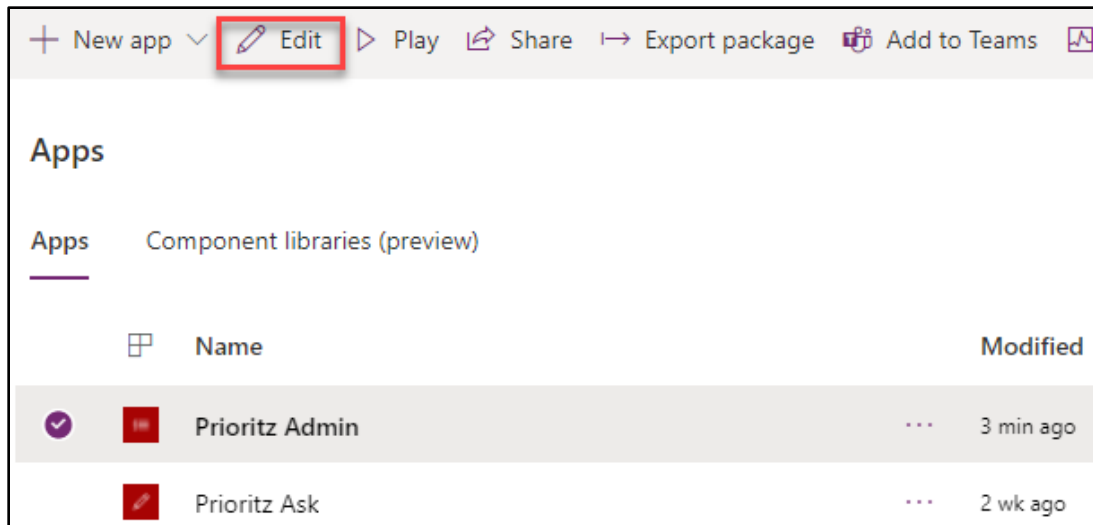 New app Edit Play Share Export package Add to Teams
Apps
Apps Component libraries (preview)
Name Modified
Prioritz Admin ... 3 min ago
Prioritz Ask ... 2 wk ago